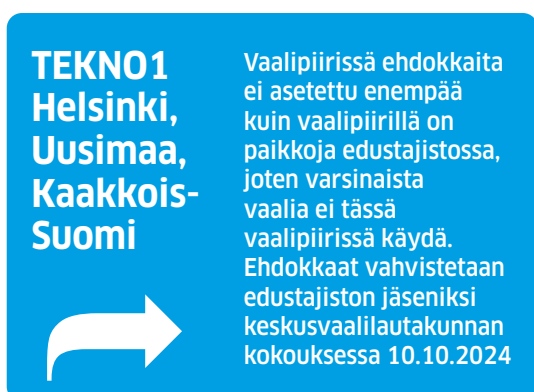 TEKNO1
Helsinki,
Uusimaa,
Kaakkois-
Suomi
Vaalipiirissä ehdokkaita
ei asetettu enempää
kuin vaalipiirillä on
paikkoja edustajistossa,
joten varsinaista
vaalia ei tässä
vaalipiirissä käydä.
Ehdokkaat vahvistetaan
edustajiston jäseniksi
keskusvaalilautakunnan
kokouksessa 10.10.2024